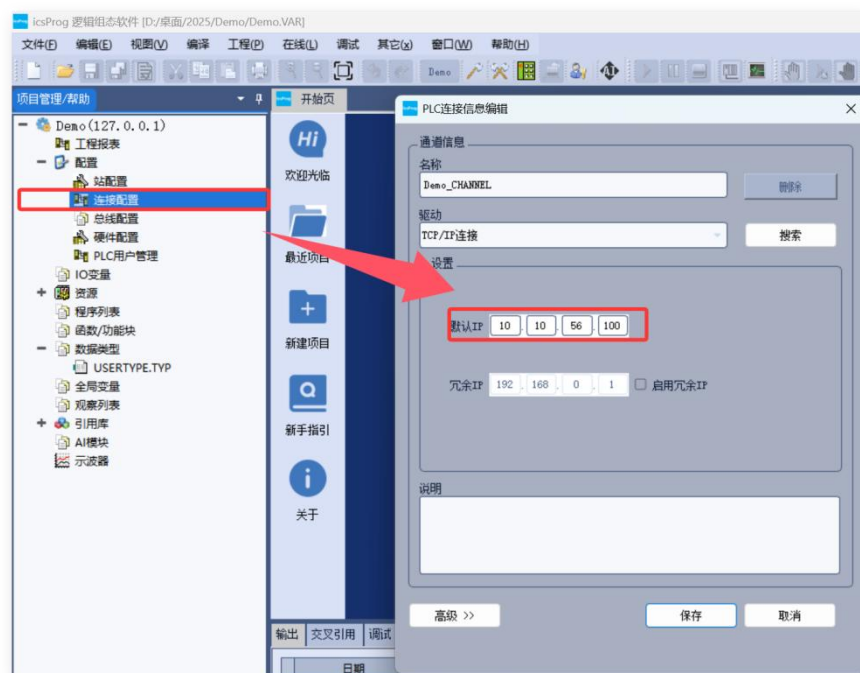 icsProg 逻辑组态软件 [D:/桌面/2025/Demo/Demo.VAR]
文件(F) 编辑(E) 视图(V) 编译 工程(P) 在线(L) 调试 其它(x) 窗口(W) 帮助(H)
Demo
项目管理/帮助
开始页
Demo(127.0.0.1)
工程报表
配置
站配置
连接配置
总线配置
硬件配置
PLC用户管理
IO变量
资源
程序列表
函数/功能块
数据类型
USERTYPE.TYP
全局变量
观察列表
引用库
AI模块
示波器
Hi
欢迎光临
最近项目
新建项目
新手指引
关于
输出 交叉引用 调试
日期
PLC连接信息编辑
通道信息
名称
Demo_CHANNEL
删除
驱动
TCP/IP连接
搜索
设置
默认IP 10 . 10 . 56 . 100
冗余IP 192 . 168 . 0 . 1 启用冗余IP
说明
高级 >>
保存
取消